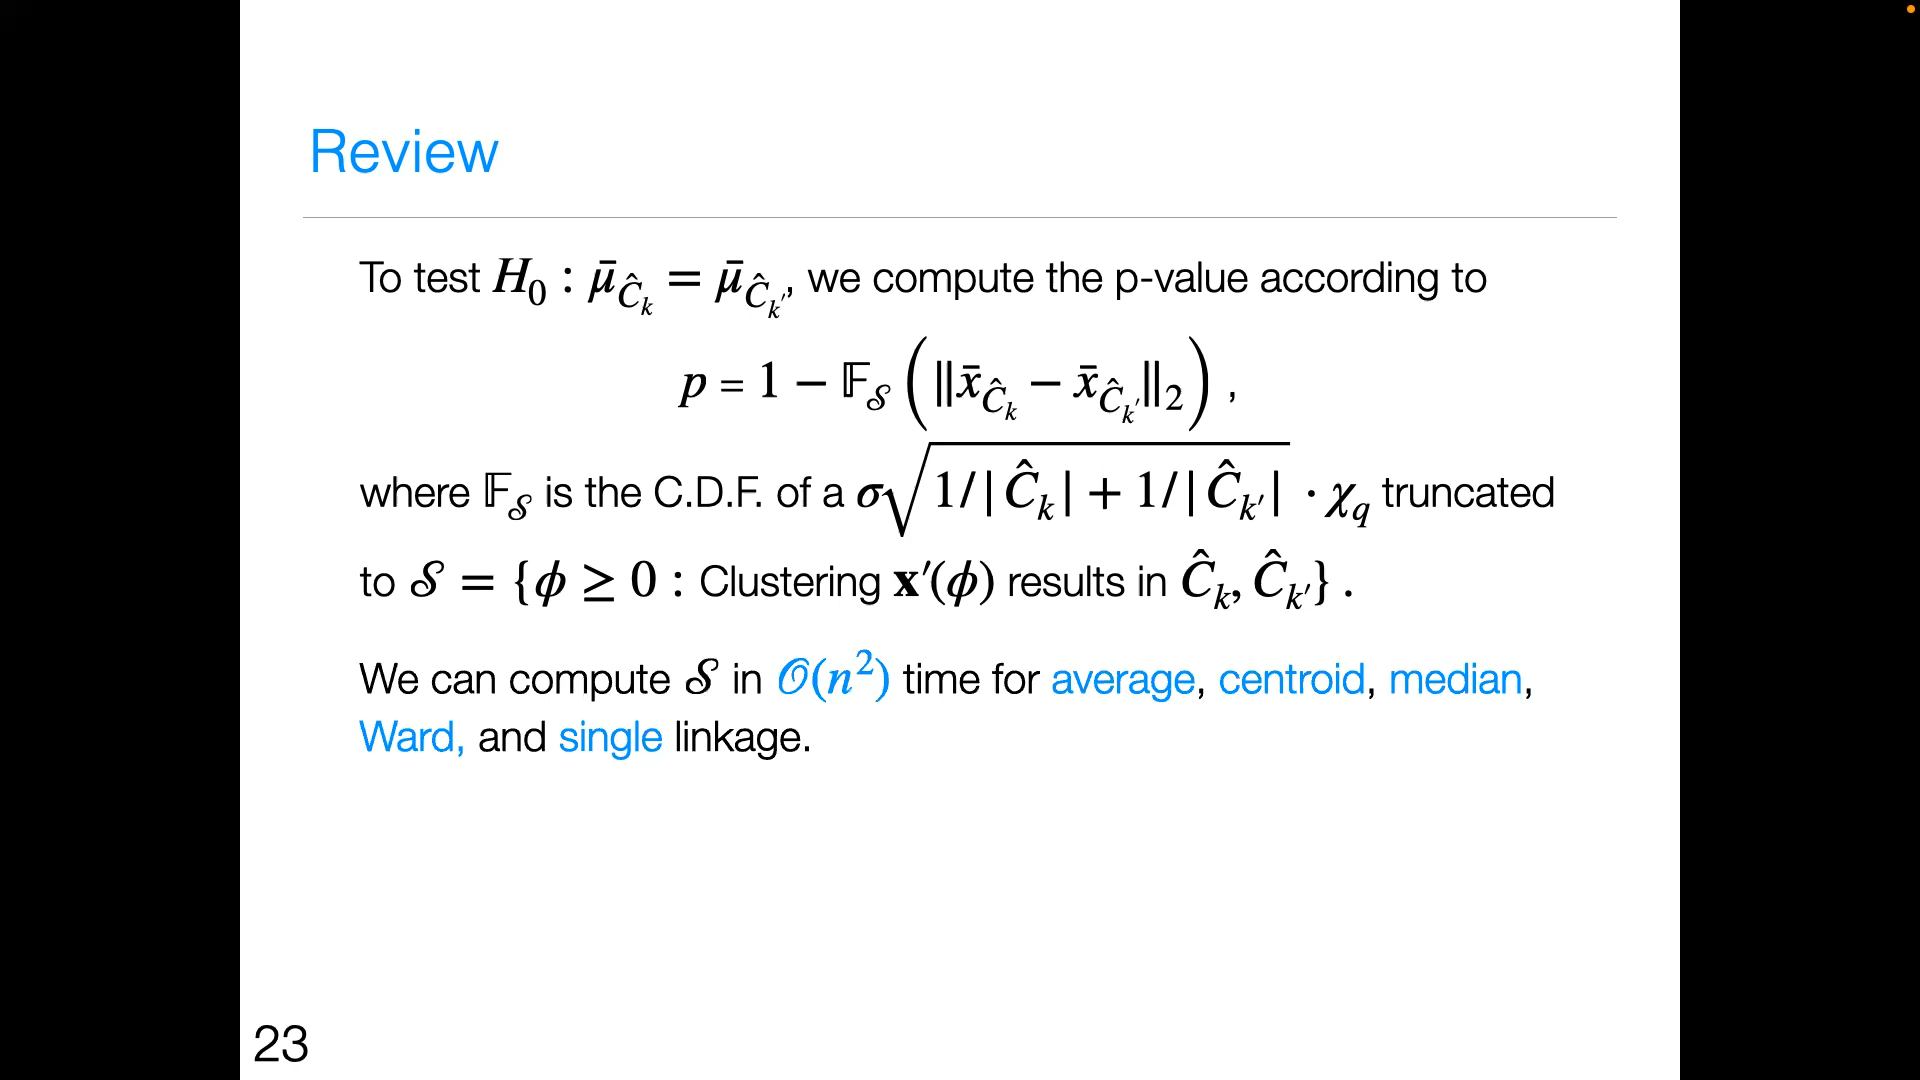 Review
To test H₀ : μ̄_{Ĉ_k} = μ̄_{Ĉ_{k′}}, we compute the p-value according to
p = 1 − 𝔽_𝒮 ( ‖x̄_{Ĉ_k} − x̄_{Ĉ_{k′}}‖₂ ) ,
where 𝔽_𝒮 is the C.D.F. of a σ√(1/|Ĉ_k| + 1/|Ĉ_{k′}|) · χ_q truncated
to 𝒮 = {ϕ ≥ 0 : Clustering 𝐱′(ϕ) results in Ĉ_k, Ĉ_{k′}} .
We can compute 𝒮 in 𝒪(n²) time for average, centroid, median,
Ward, and single linkage.
23